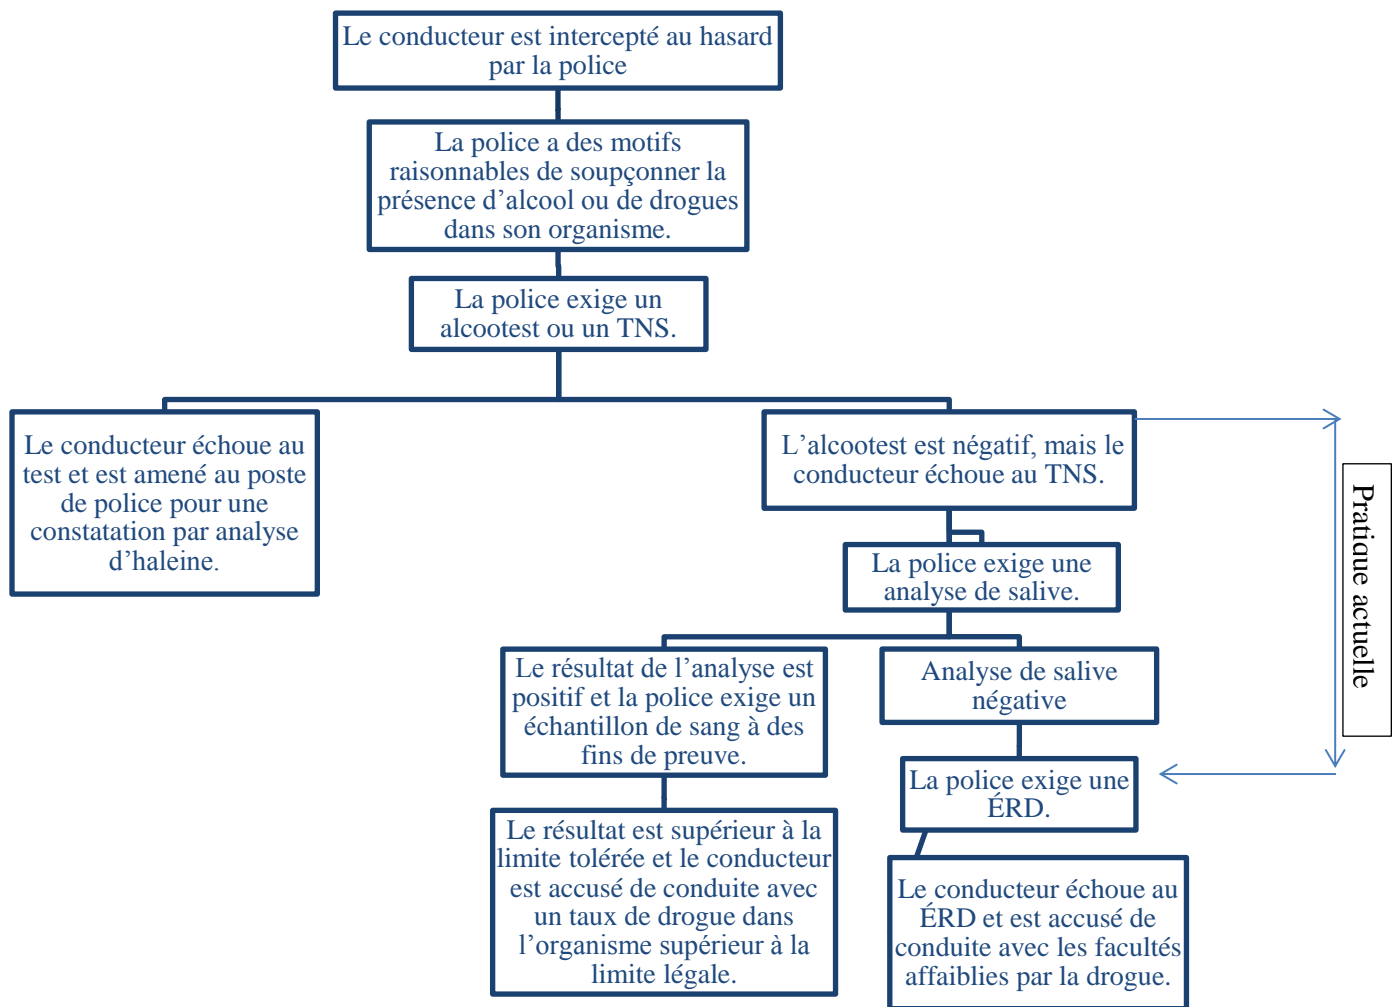 Le conducteur est intercepté au hasard
par la police
La police a des motifs
raisonnables de soupçonner la
présence d’alcool ou de drogues
dans son organisme.
La police exige un
alcootest ou un TNS.
Le conducteur échoue au
test et est amené au poste
de police pour une
constatation par analyse
d’haleine.
L’alcootest est négatif, mais le
conducteur échoue au TNS.
Pratique actuelle
La police exige une
analyse de salive.
Le résultat de l’analyse est
positif et la police exige un
échantillon de sang à des
fins de preuve.
Analyse de salive
négative
La police exige une
ÉRD.
Le résultat est supérieur à la
limite tolérée et le conducteur
est accusé de conduite avec
un taux de drogue dans
l’organisme supérieur à la
limite légale.
Le conducteur échoue au
ÉRD et est accusé de
conduite avec les facultés
affaiblies par la drogue.